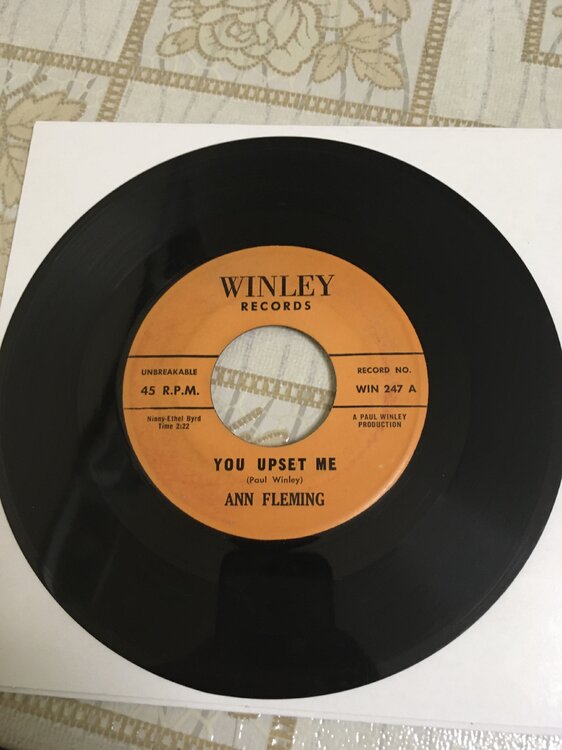 WINLEY
RECORDS
UNBREAKABLE
45 R.P.M.
Ninny-Ethel Byrd
Time 2:22
RECORD NO.
WIN 247 A
A PAUL WINLEY
PRODUCTION
YOU UPSET ME
(Paul Winley)
ANN FLEMING